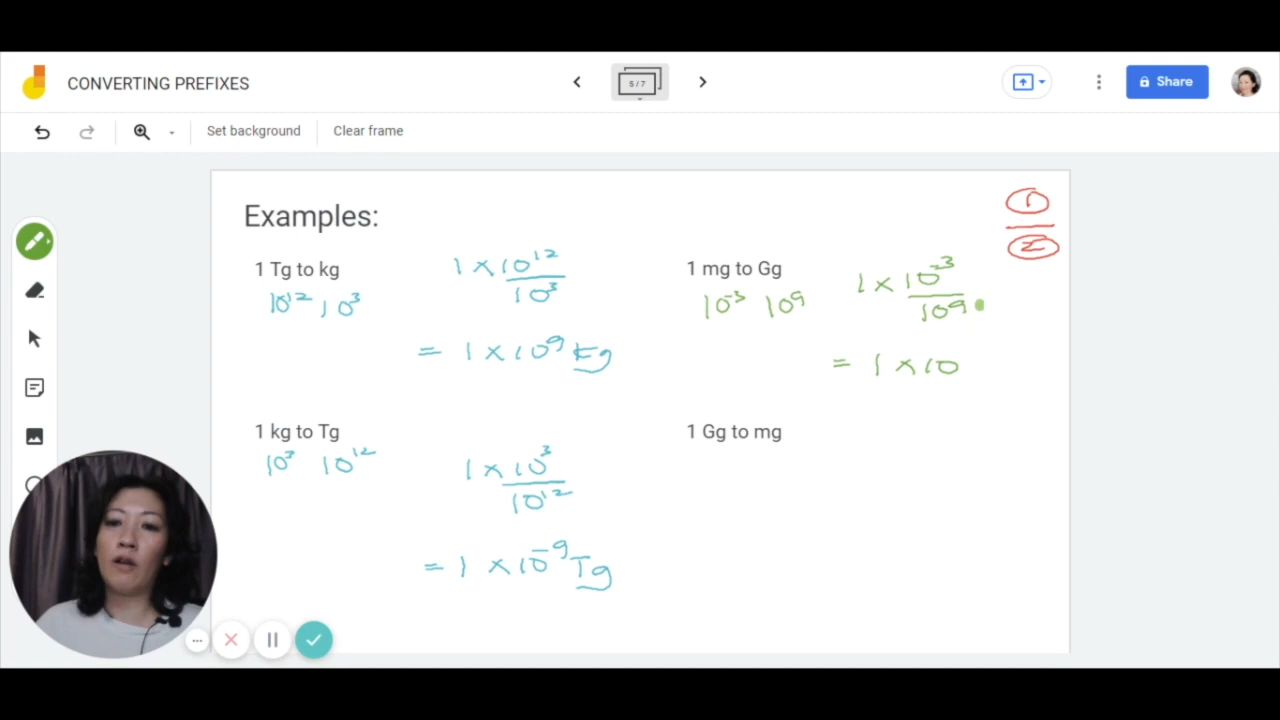 CONVERTING PREFIXES
5 / 7
Share
Set background
Clear frame
Examples:
1
2
1 Tg to kg
10¹² 10³
1 × 10¹²
10³
= 1 × 10⁹ kg
1 mg to Gg
10⁻³ 10⁹
1 × 10⁻³
10⁹
= 1 × 10
1 kg to Tg
10³ 10¹²
1 × 10³
10¹²
= 1 × 10⁻⁹ Tg
1 Gg to mg